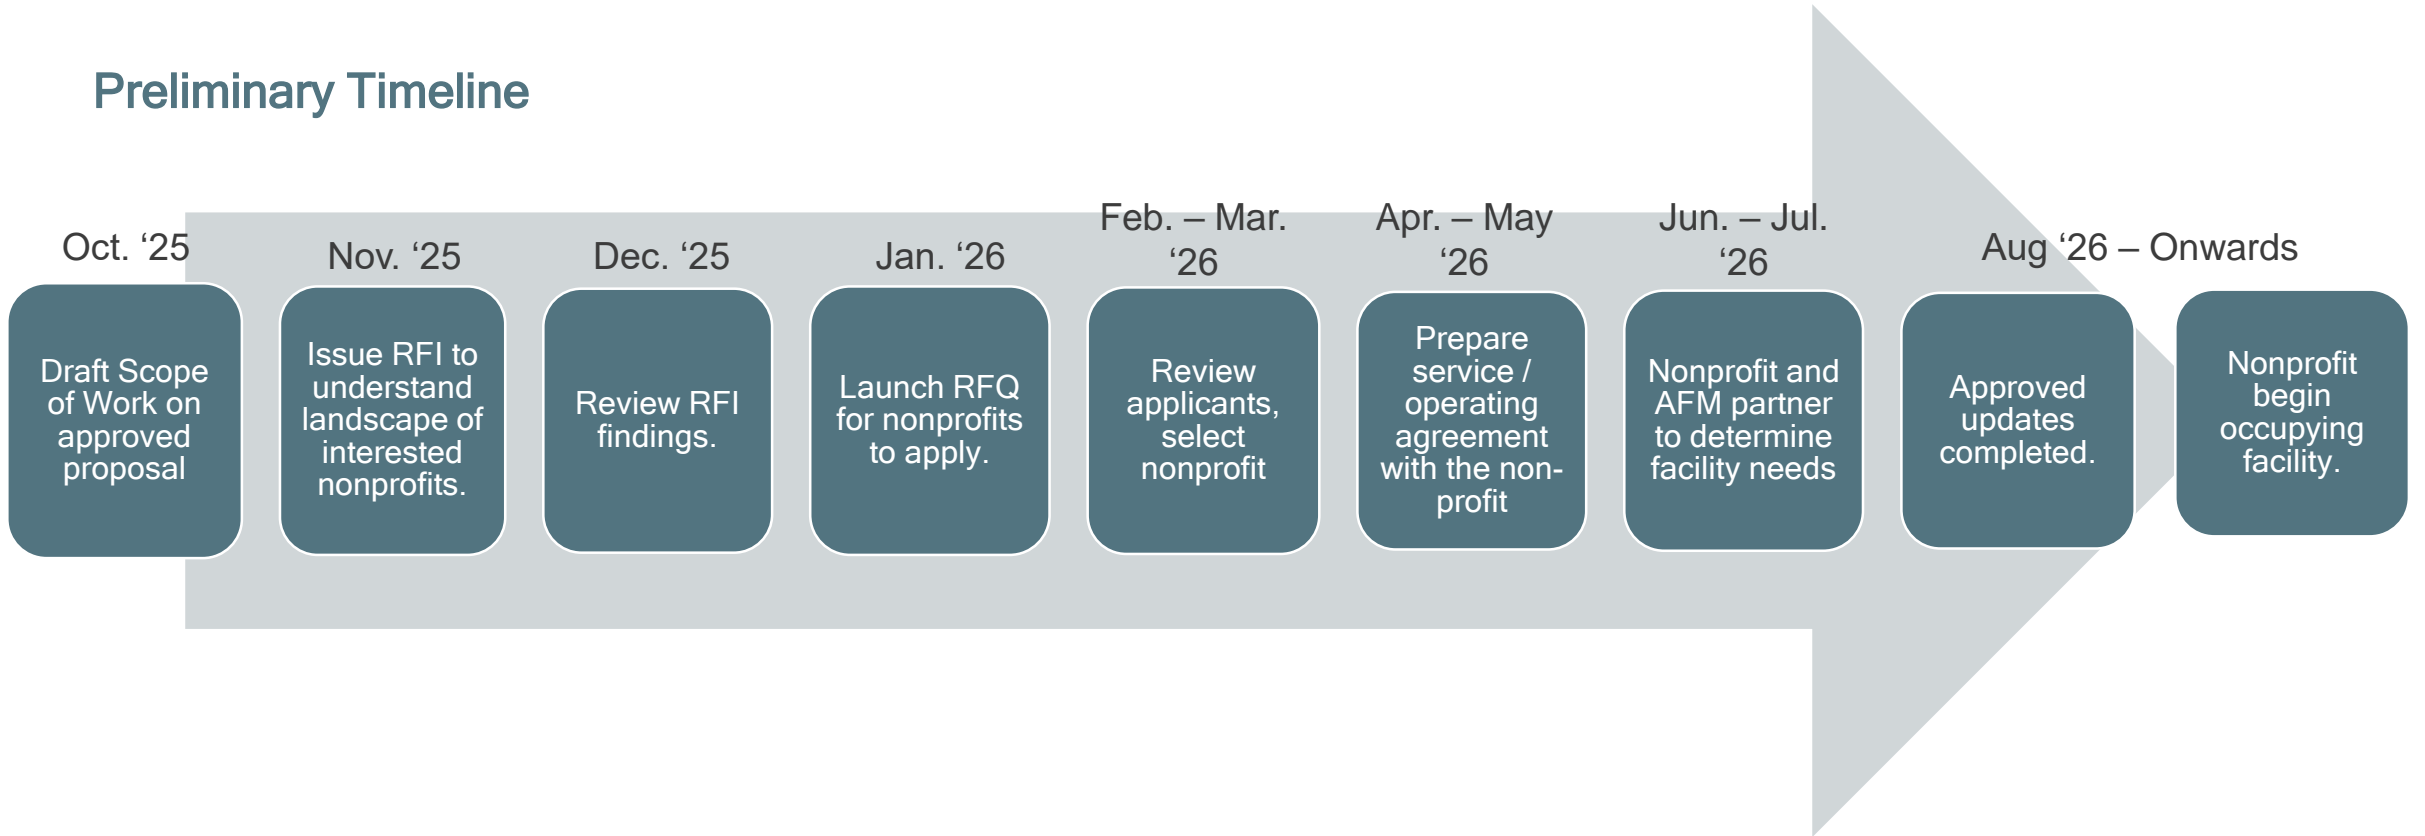 Preliminary Timeline
Oct. ‘25
Draft Scope
of Work on
approved
proposal
Nov. ‘25
Issue RFI to
understand
landscape of
interested
nonprofits.
Dec. ‘25
Review RFI
findings.
Jan. ‘26
Launch RFQ
for nonprofits
to apply.
Feb. – Mar.
‘26
Review
applicants,
select
nonprofit
Apr. – May
‘26
Prepare
service /
operating
agreement
with the non-
profit
Jun. – Jul.
‘26
Nonprofit and
AFM partner
to determine
facility needs
Aug ‘26 – Onwards
Approved
updates
completed.
Nonprofit
begin
occupying
facility.